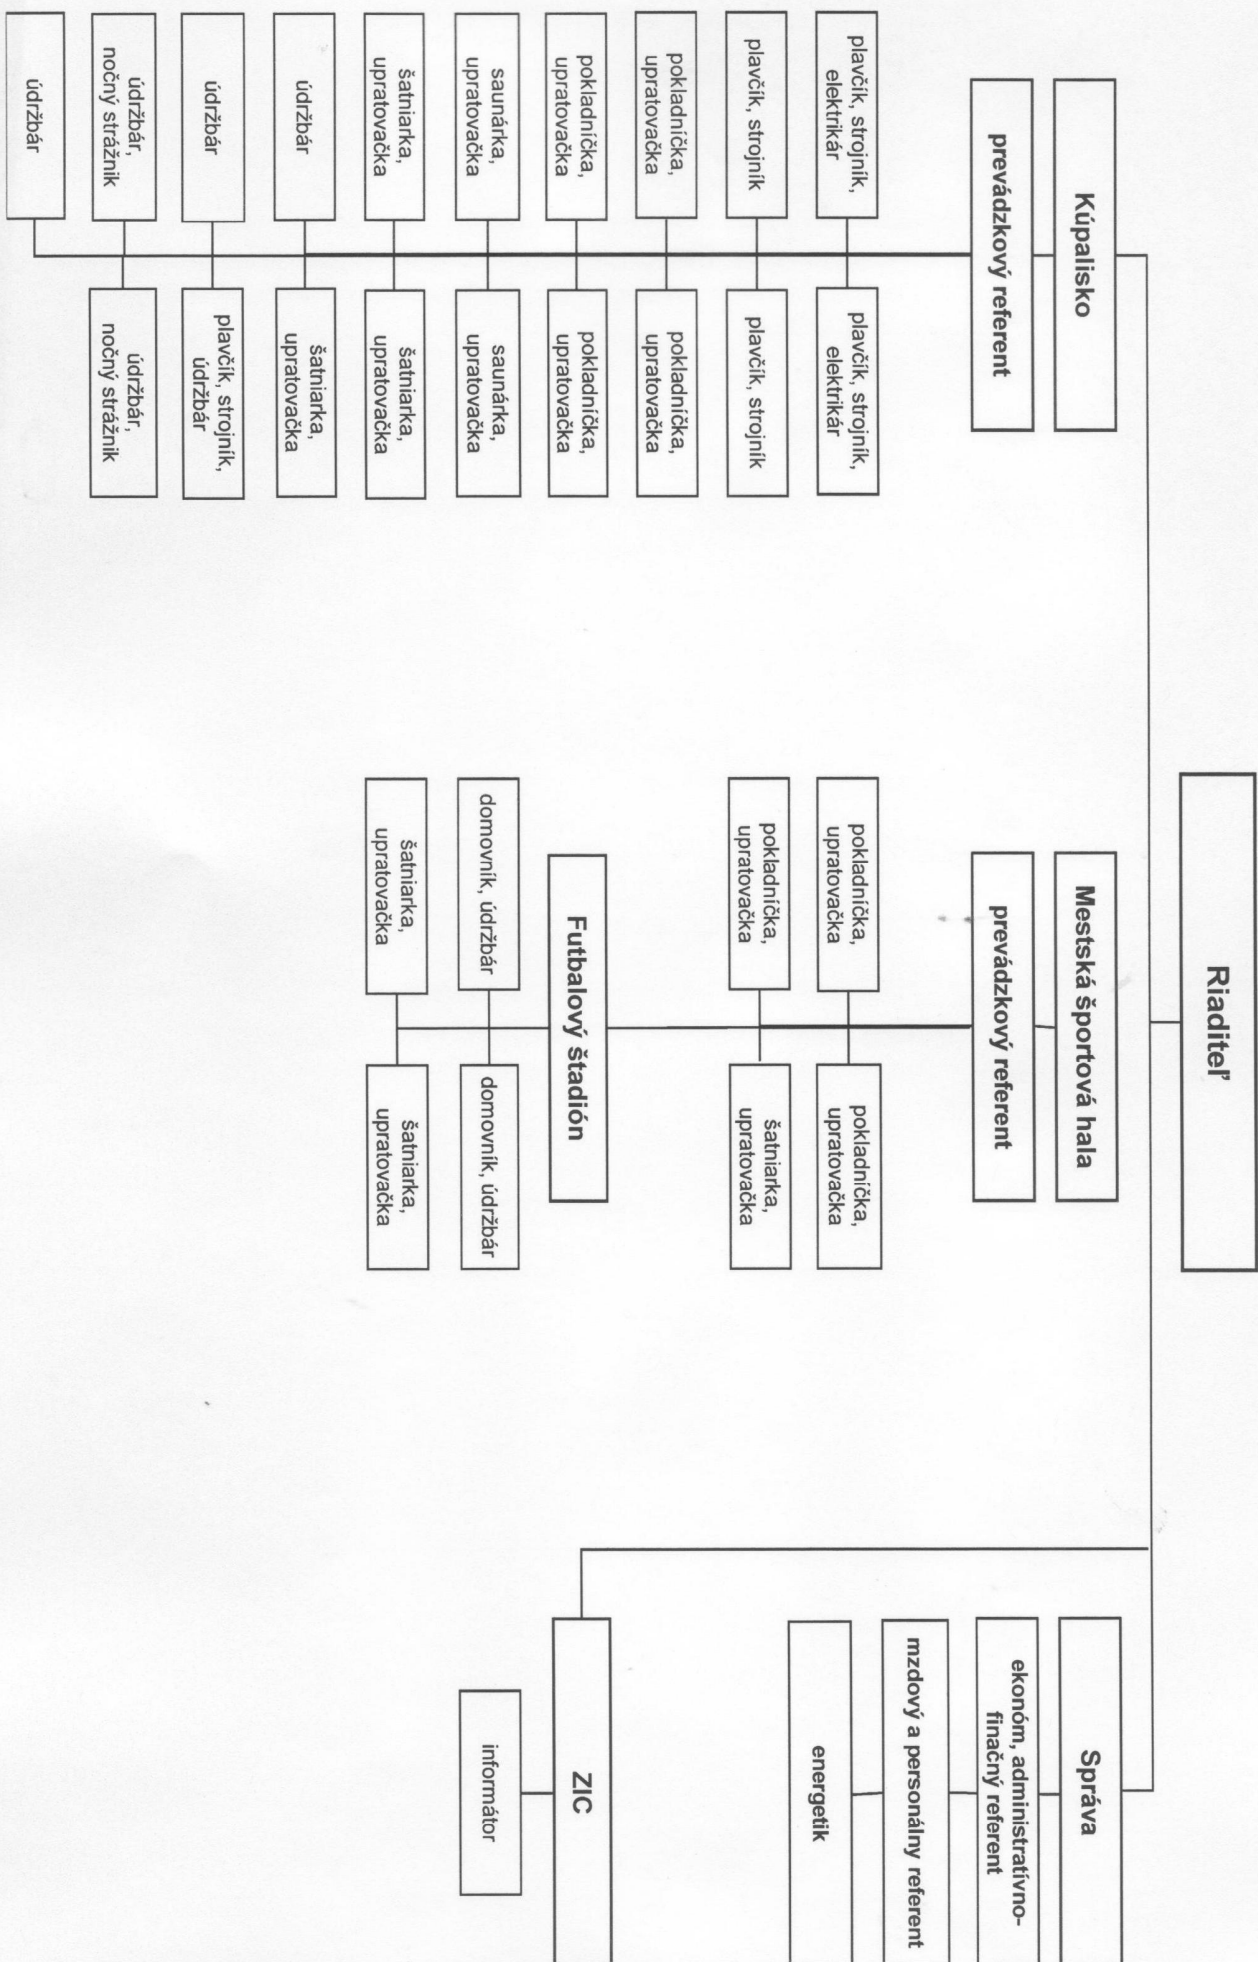 Riaditeľ
Kúpalisko
prevádzkový referent
plavčík, strojník,
elektrikár
plavčík, strojník,
elektrikár
plavčík, strojník
plavčík, strojník
pokladníčka,
upratovačka
pokladníčka,
upratovačka
pokladníčka,
upratovačka
pokladníčka,
upratovačka
saunárka,
upratovačka
saunárka,
upratovačka
šatniarka,
upratovačka
šatniarka,
upratovačka
údržbár
šatniarka,
upratovačka
údržbár
plavčík, strojník,
údržbár
údržbár,
nočný strážnik
údržbár,
nočný strážnik
údržbár
Mestská športová hala
prevádzkový referent
pokladníčka,
upratovačka
pokladníčka,
upratovačka
pokladníčka,
upratovačka
šatniarka,
upratovačka
Futbalový štadión
domovník, údržbár
domovník, údržbár
šatniarka,
upratovačka
šatniarka,
upratovačka
Správa
ekonóm, administratívno-
finačný referent
mzdový a personálny referent
energetik
ZIC
informátor